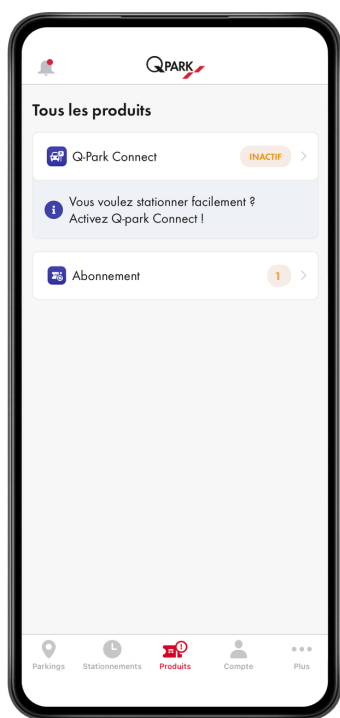 QPARK
Tous les produits
Q-Park Connect
INACTIF
Vous voulez stationner facilement ?
Activez Q-park Connect !
Abonnement
1
Parkings
Stationnements
Produits
Compte
Plus